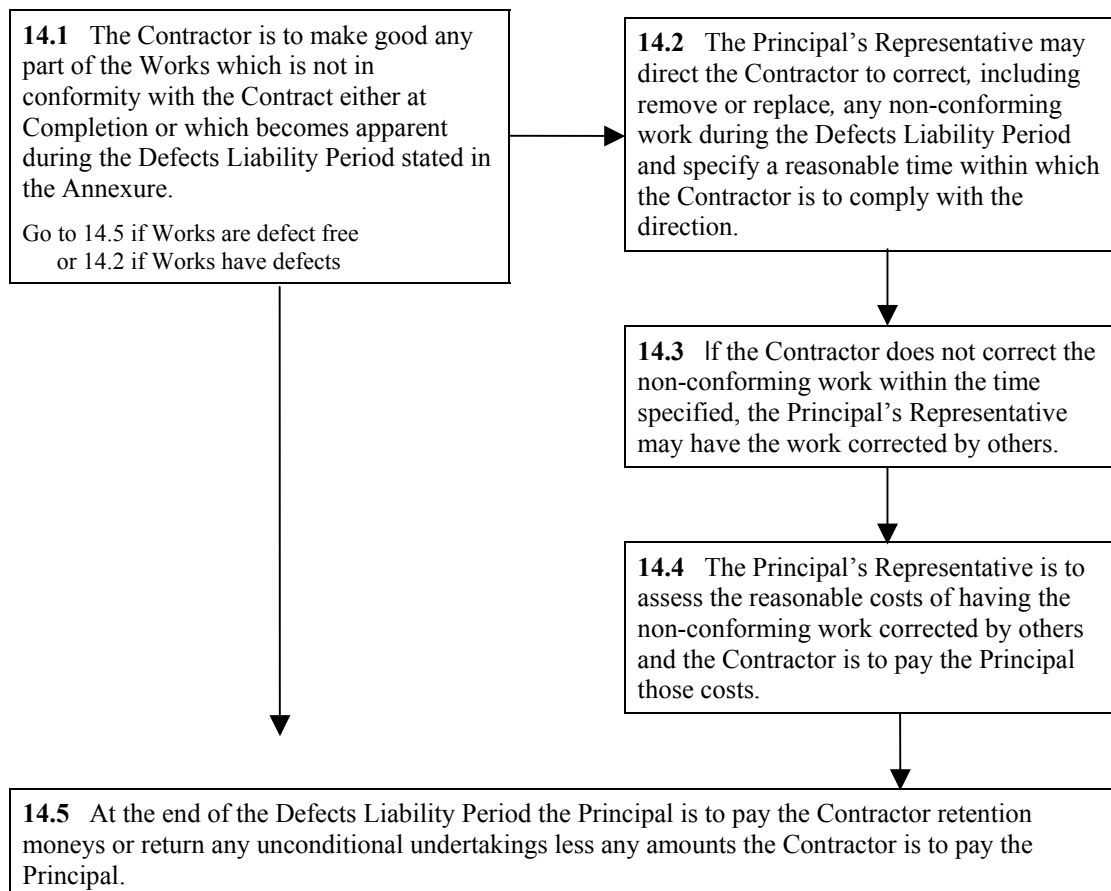 14.1 The Contractor is to make good any
part of the Works which is not in
conformity with the Contract either at
Completion or which becomes apparent
during the Defects Liability Period stated in
the Annexure.
Go to 14.5 if Works are defect free
or 14.2 if Works have defects
14.2 The Principal’s Representative may
direct the Contractor to correct, including
remove or replace, any non-conforming
work during the Defects Liability Period
and specify a reasonable time within which
the Contractor is to comply with the
direction.
14.3 If the Contractor does not correct the
non-conforming work within the time
specified, the Principal’s Representative
may have the work corrected by others.
14.4 The Principal’s Representative is to
assess the reasonable costs of having the
non-conforming work corrected by others
and the Contractor is to pay the Principal
those costs.
14.5 At the end of the Defects Liability Period the Principal is to pay the Contractor retention
moneys or return any unconditional undertakings less any amounts the Contractor is to pay the
Principal.